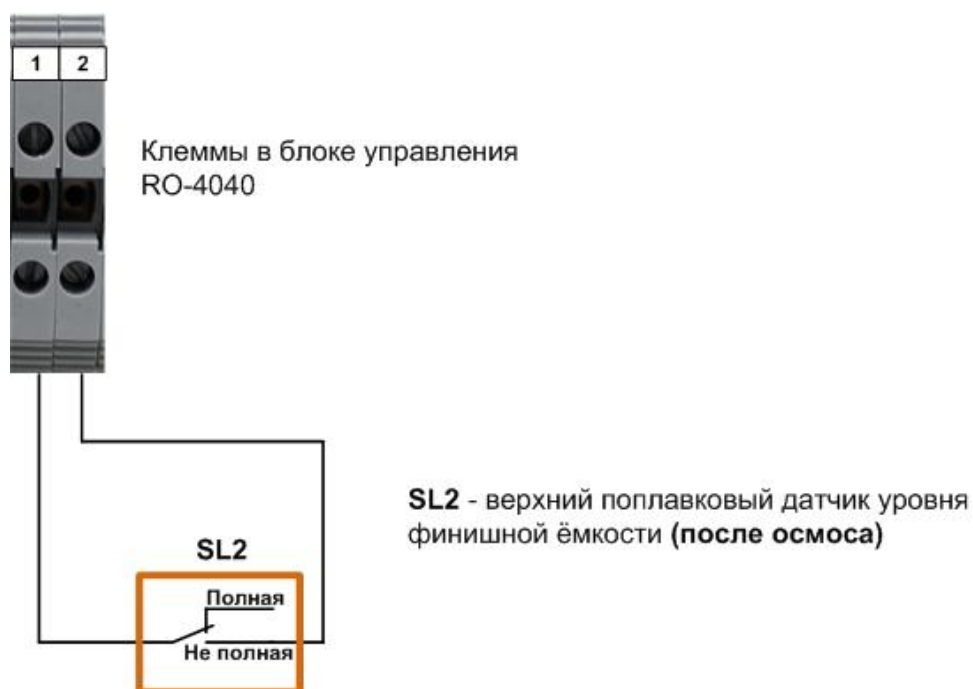 1 2
Клеммы в блоке управления
RO-4040
SL2 - верхний поплавковый датчик уровня
финишной ёмкости (после осмоса)
SL2
Полная
Не полная